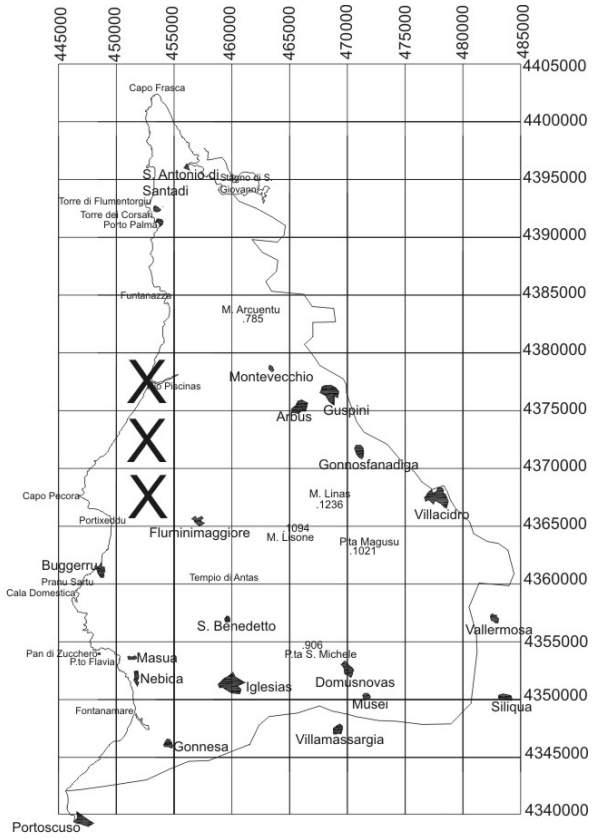 445000
450000
455000
460000
465000
470000
475000
480000
485000
4405000
Capo Frasca
4400000
S. Antonio di
Santadi
Stagno di S.
Giovanni
4395000
Torre di Flumentorgiu
Torre dei Corsari
Porto Palma
4390000
Funtanazza
4385000
M. Arcuentu
.785
4380000
Montevecchio
X
Piscinas
Arbus
Guspini
4375000
X
Gonnosfanadiga
4370000
X
Capo Pecora
M. Linas
.1236
Villacidro
Portixeddu
Fluminimaggiore
1094
M. Lisone
4365000
P.ta Magusu
.1021
Buggerru
Pranu Sartu
Cala Domestica
Tempio di Antas
4360000
S. Benedetto
Vallermosa
4355000
Pan di Zucchero
P.to Flavia
Masua
.906
P.ta S. Michele
Nebida
Iglesias
Domusnovas
4350000
Musei
Siliqua
Fontanamare
Gonnesa
Villamassargia
4345000
4340000
Portoscuso